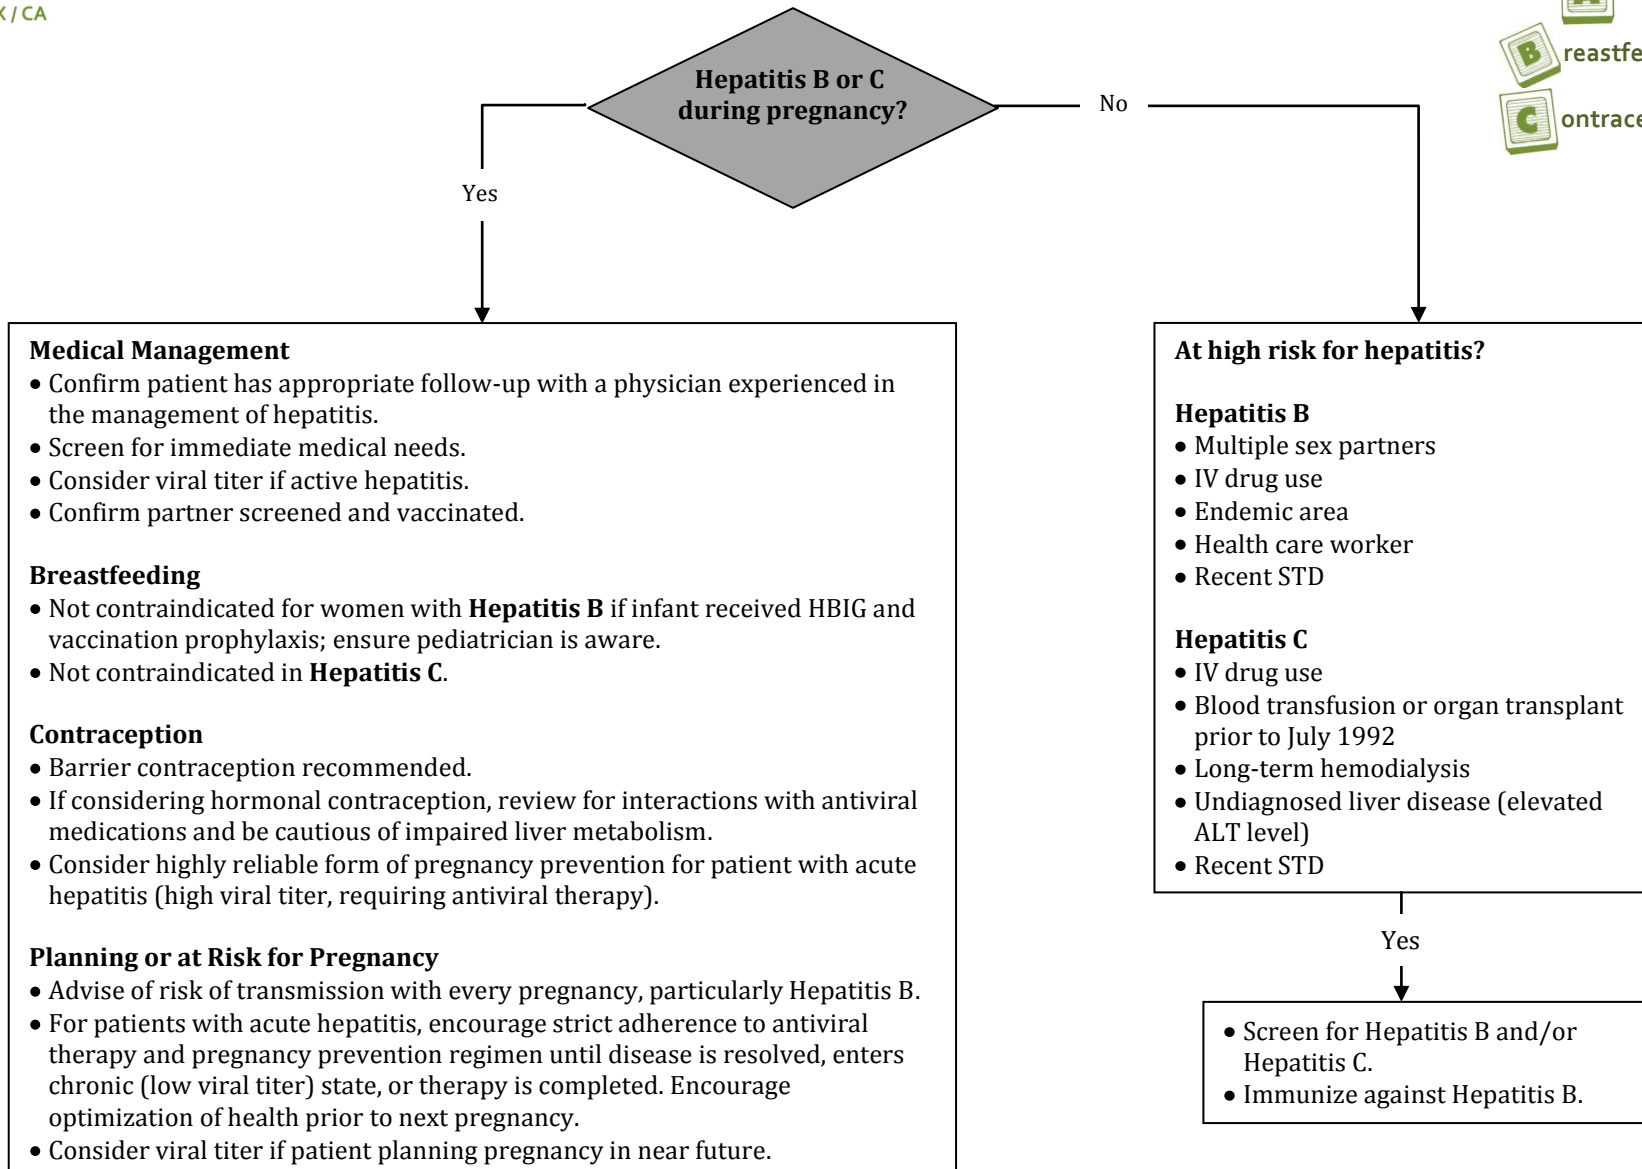 X / CA
A
B reastfe
C ontrace
Hepatitis B or C
during pregnancy?
No
Yes
Medical Management
• Confirm patient has appropriate follow-up with a physician experienced in
the management of hepatitis.
• Screen for immediate medical needs.
• Consider viral titer if active hepatitis.
• Confirm partner screened and vaccinated.
Breastfeeding
• Not contraindicated for women with Hepatitis B if infant received HBIG and
vaccination prophylaxis; ensure pediatrician is aware.
• Not contraindicated in Hepatitis C.
Contraception
• Barrier contraception recommended.
• If considering hormonal contraception, review for interactions with antiviral
medications and be cautious of impaired liver metabolism.
• Consider highly reliable form of pregnancy prevention for patient with acute
hepatitis (high viral titer, requiring antiviral therapy).
Planning or at Risk for Pregnancy
• Advise of risk of transmission with every pregnancy, particularly Hepatitis B.
• For patients with acute hepatitis, encourage strict adherence to antiviral
therapy and pregnancy prevention regimen until disease is resolved, enters
chronic (low viral titer) state, or therapy is completed. Encourage
optimization of health prior to next pregnancy.
• Consider viral titer if patient planning pregnancy in near future.
At high risk for hepatitis?
Hepatitis B
• Multiple sex partners
• IV drug use
• Endemic area
• Health care worker
• Recent STD
Hepatitis C
• IV drug use
• Blood transfusion or organ transplant
prior to July 1992
• Long-term hemodialysis
• Undiagnosed liver disease (elevated
ALT level)
• Recent STD
Yes
• Screen for Hepatitis B and/or
Hepatitis C.
• Immunize against Hepatitis B.